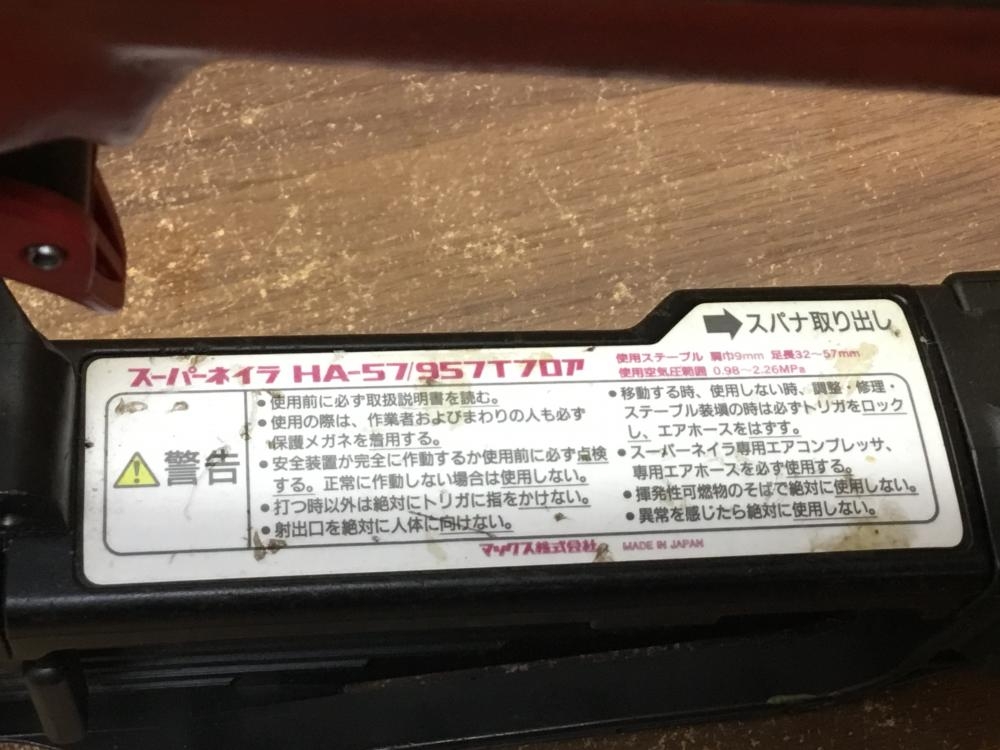 スパナ取り出し
スーパーネイラ HA-57/957Tフロア
使用ステープル 肩巾9mm 足長32～57mm
使用空気圧範囲 0.98～2.26MPa
警告
●使用前に必ず取扱説明書を読む。
●使用の際は、作業者およびまわりの人も必ず
保護メガネを着用する。
●安全装置が完全に作動するか使用前に必ず点検
する。正常に作動しない場合は使用しない。
●打つ時以外は絶対にトリガに指をかけない。
●射出口を絶対に人体に向けない。
●移動する時、使用しない時、調整・修理・
ステープル装填の時は必ずトリガをロック
し、エアホースをはずす。
●スーパーネイラ専用エアコンプレッサ、
専用エアホースを必ず使用する。
●揮発性可燃物のそばで絶対に使用しない。
●異常を感じたら絶対に使用しない。
マックス株式会社 MADE IN JAPAN